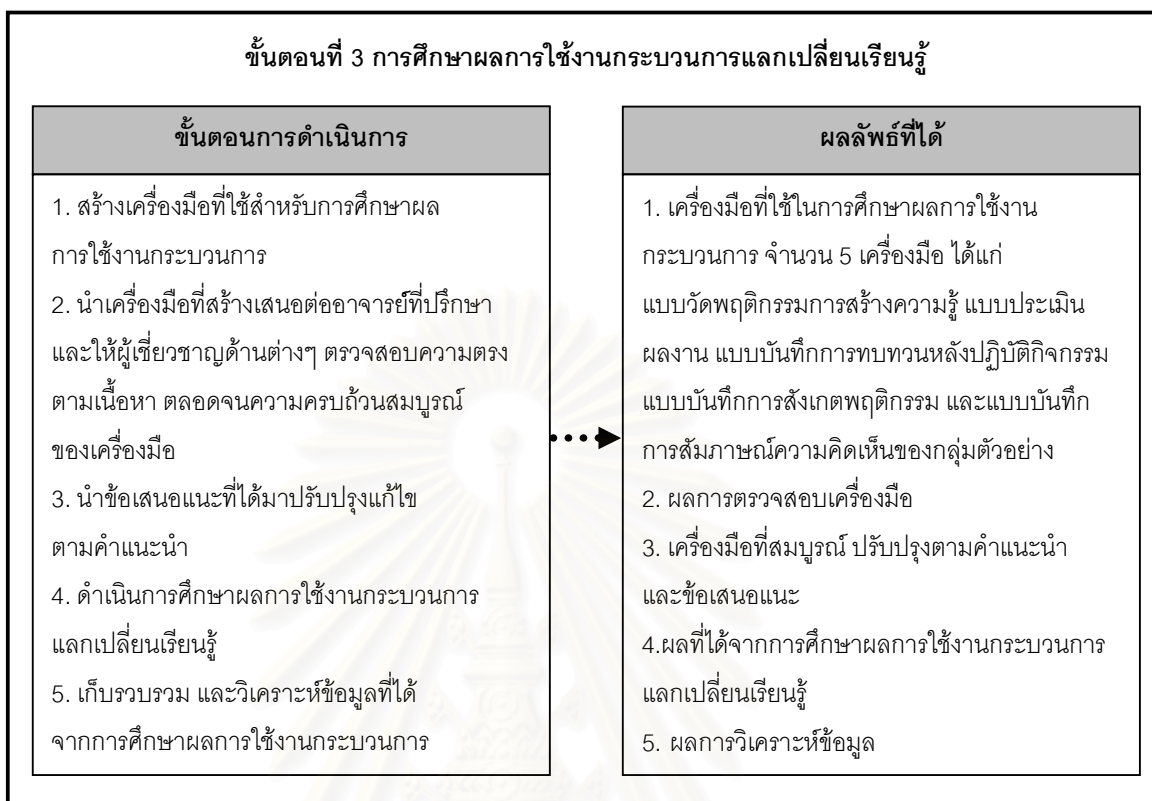 ขั้นตอนที่ 3 การศึกษาผลการใช้งานกระบวนการแลกเปลี่ยนเรียนรู้
ขั้นตอนการดำเนินการ
1. สร้างเครื่องมือที่ใช้สำหรับการศึกษาผล
การใช้งานกระบวนการ
2. นำเครื่องมือที่สร้างเสนอต่ออาจารย์ที่ปรึกษา
และให้ผู้เชี่ยวชาญด้านต่างๆ ตรวจสอบความตรง
ตามเนื้อหา ตลอดจนความครบถ้วนสมบูรณ์
ของเครื่องมือ
3. นำข้อเสนอแนะที่ได้มาปรับปรุงแก้ไข
ตามคำแนะนำ
4. ดำเนินการศึกษาผลการใช้งานกระบวนการ
แลกเปลี่ยนเรียนรู้
5. เก็บรวบรวม และวิเคราะห์ข้อมูลที่ได้
จากการศึกษาผลการใช้งานกระบวนการ
ผลลัพธ์ที่ได้
1. เครื่องมือที่ใช้ในการศึกษาผลการใช้งาน
กระบวนการ จำนวน 5 เครื่องมือ ได้แก่
แบบวัดพฤติกรรมการสร้างความรู้ แบบประเมิน
ผลงาน แบบบันทึกการทบทวนหลังปฏิบัติกิจกรรม
แบบบันทึกการสังเกตพฤติกรรม และแบบบันทึก
การสัมภาษณ์ความคิดเห็นของกลุ่มตัวอย่าง
2. ผลการตรวจสอบเครื่องมือ
3. เครื่องมือที่สมบูรณ์ ปรับปรุงตามคำแนะนำ
และข้อเสนอแนะ
4.ผลที่ได้จากการศึกษาผลการใช้งานกระบวนการ
แลกเปลี่ยนเรียนรู้
5. ผลการวิเคราะห์ข้อมูล